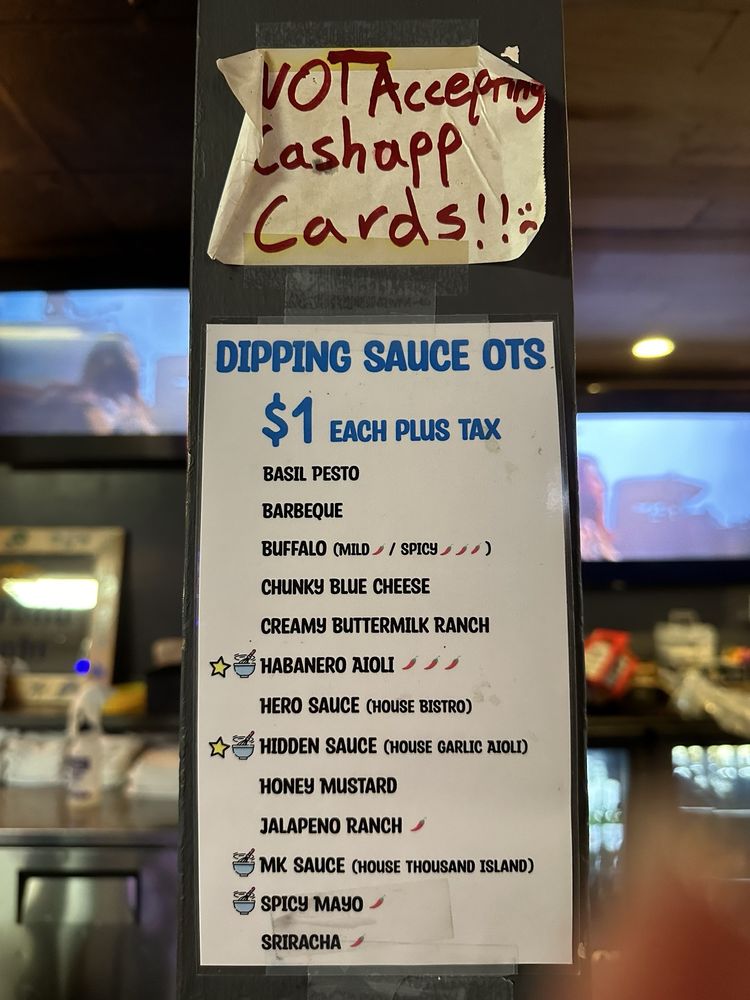 NOT Accepting
Cashapp
Cards!!
DIPPING SAUCE OTS
$1 EACH PLUS TAX
BASIL PESTO
BARBEQUE
BUFFALO (MILD / SPICY)
CHUNKY BLUE CHEESE
CREAMY BUTTERMILK RANCH
HABANERO AIOLI
HERO SAUCE (HOUSE BISTRO)
HIDDEN SAUCE (HOUSE GARLIC AIOLI)
HONEY MUSTARD
JALAPENO RANCH
MK SAUCE (HOUSE THOUSAND ISLAND)
SPICY MAYO
SRIRACHA